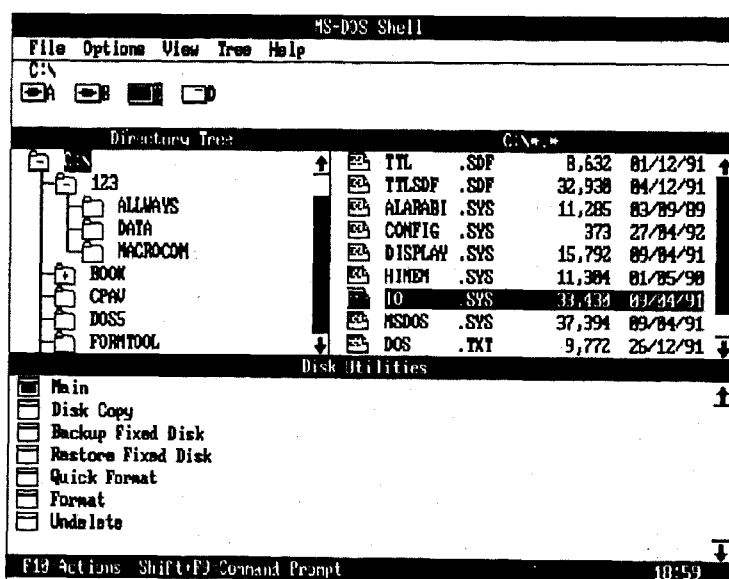 MS-DOS Shell
File Options View Tree Help
C:\
A B C D
Directory Tree
C:\
123
ALLWAYS
DATA
MACROCOM
BOOK
CPAV
DOS5
FORMTOOL
C:\*.*
TTL .SDF 8,632 01/12/91
TTLSDF .SDF 32,930 04/12/91
ALARABI .SYS 11,285 03/09/89
CONFIG .SYS 373 27/04/92
DISPLAY .SYS 15,792 09/04/91
HIMEM .SYS 11,304 01/05/90
IO .SYS 33,430 09/04/91
MSDOS .SYS 37,394 09/04/91
DOS .TXT 9,772 26/12/91
Disk Utilities
Main
Disk Copy
Backup Fixed Disk
Restore Fixed Disk
Quick Format
Format
Undelete
F10=Actions Shift+F9=Command Prompt 18:59